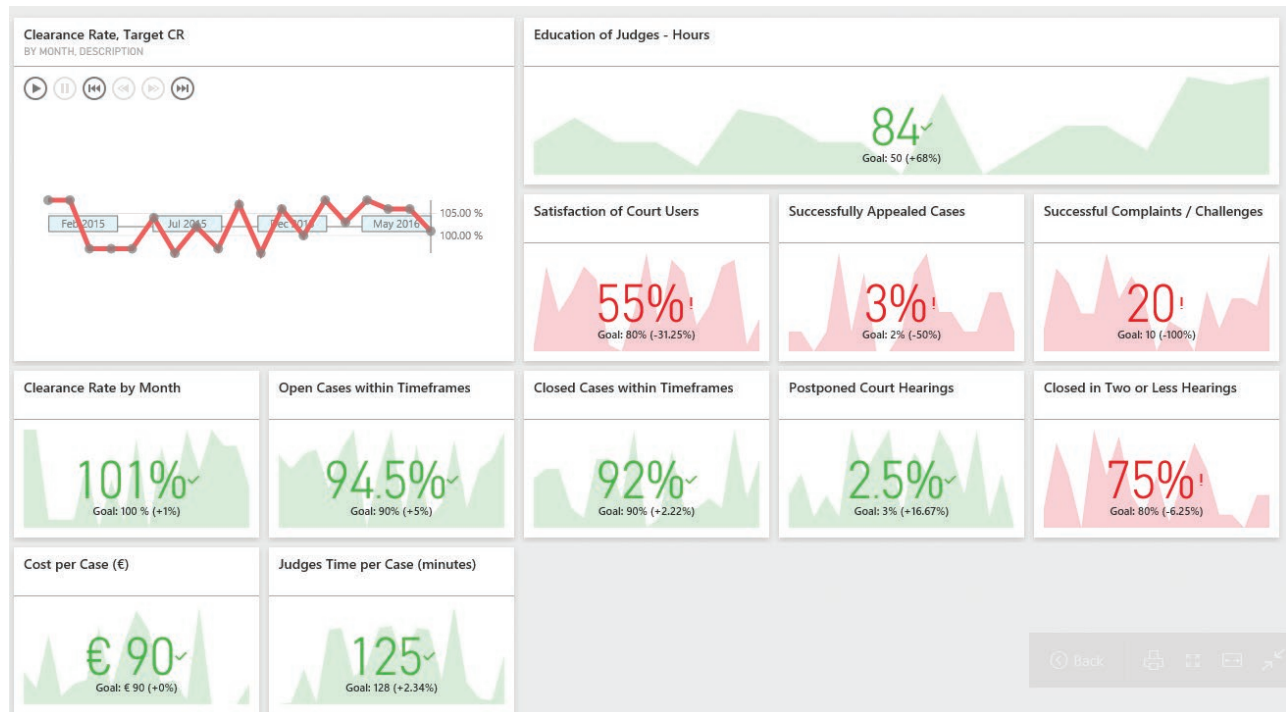 Clearance Rate, Target CR
BY MONTH, DESCRIPTION
105.00 %
Feb 2015
Jul 2015
Dec 2015
May 2016
100.00 %
Education of Judges - Hours
84
Goal: 50 (+68%)
Satisfaction of Court Users
55%!
Goal: 80% (-31.25%)
Successfully Appealed Cases
3%!
Goal: 2% (-50%)
Successful Complaints / Challenges
20!
Goal: 10 (-100%)
Clearance Rate by Month
101%
Goal: 100 % (+1%)
Open Cases within Timeframes
94.5%
Goal: 90% (+5%)
Closed Cases within Timeframes
92%
Goal: 90% (+2.22%)
Postponed Court Hearings
2.5%
Goal: 3% (+16.67%)
Closed in Two or Less Hearings
75%!
Goal: 80% (-6.25%)
Cost per Case (€)
€ 90
Goal: € 90 (+0%)
Judges Time per Case (minutes)
125
Goal: 128 (+2.34%)
Back